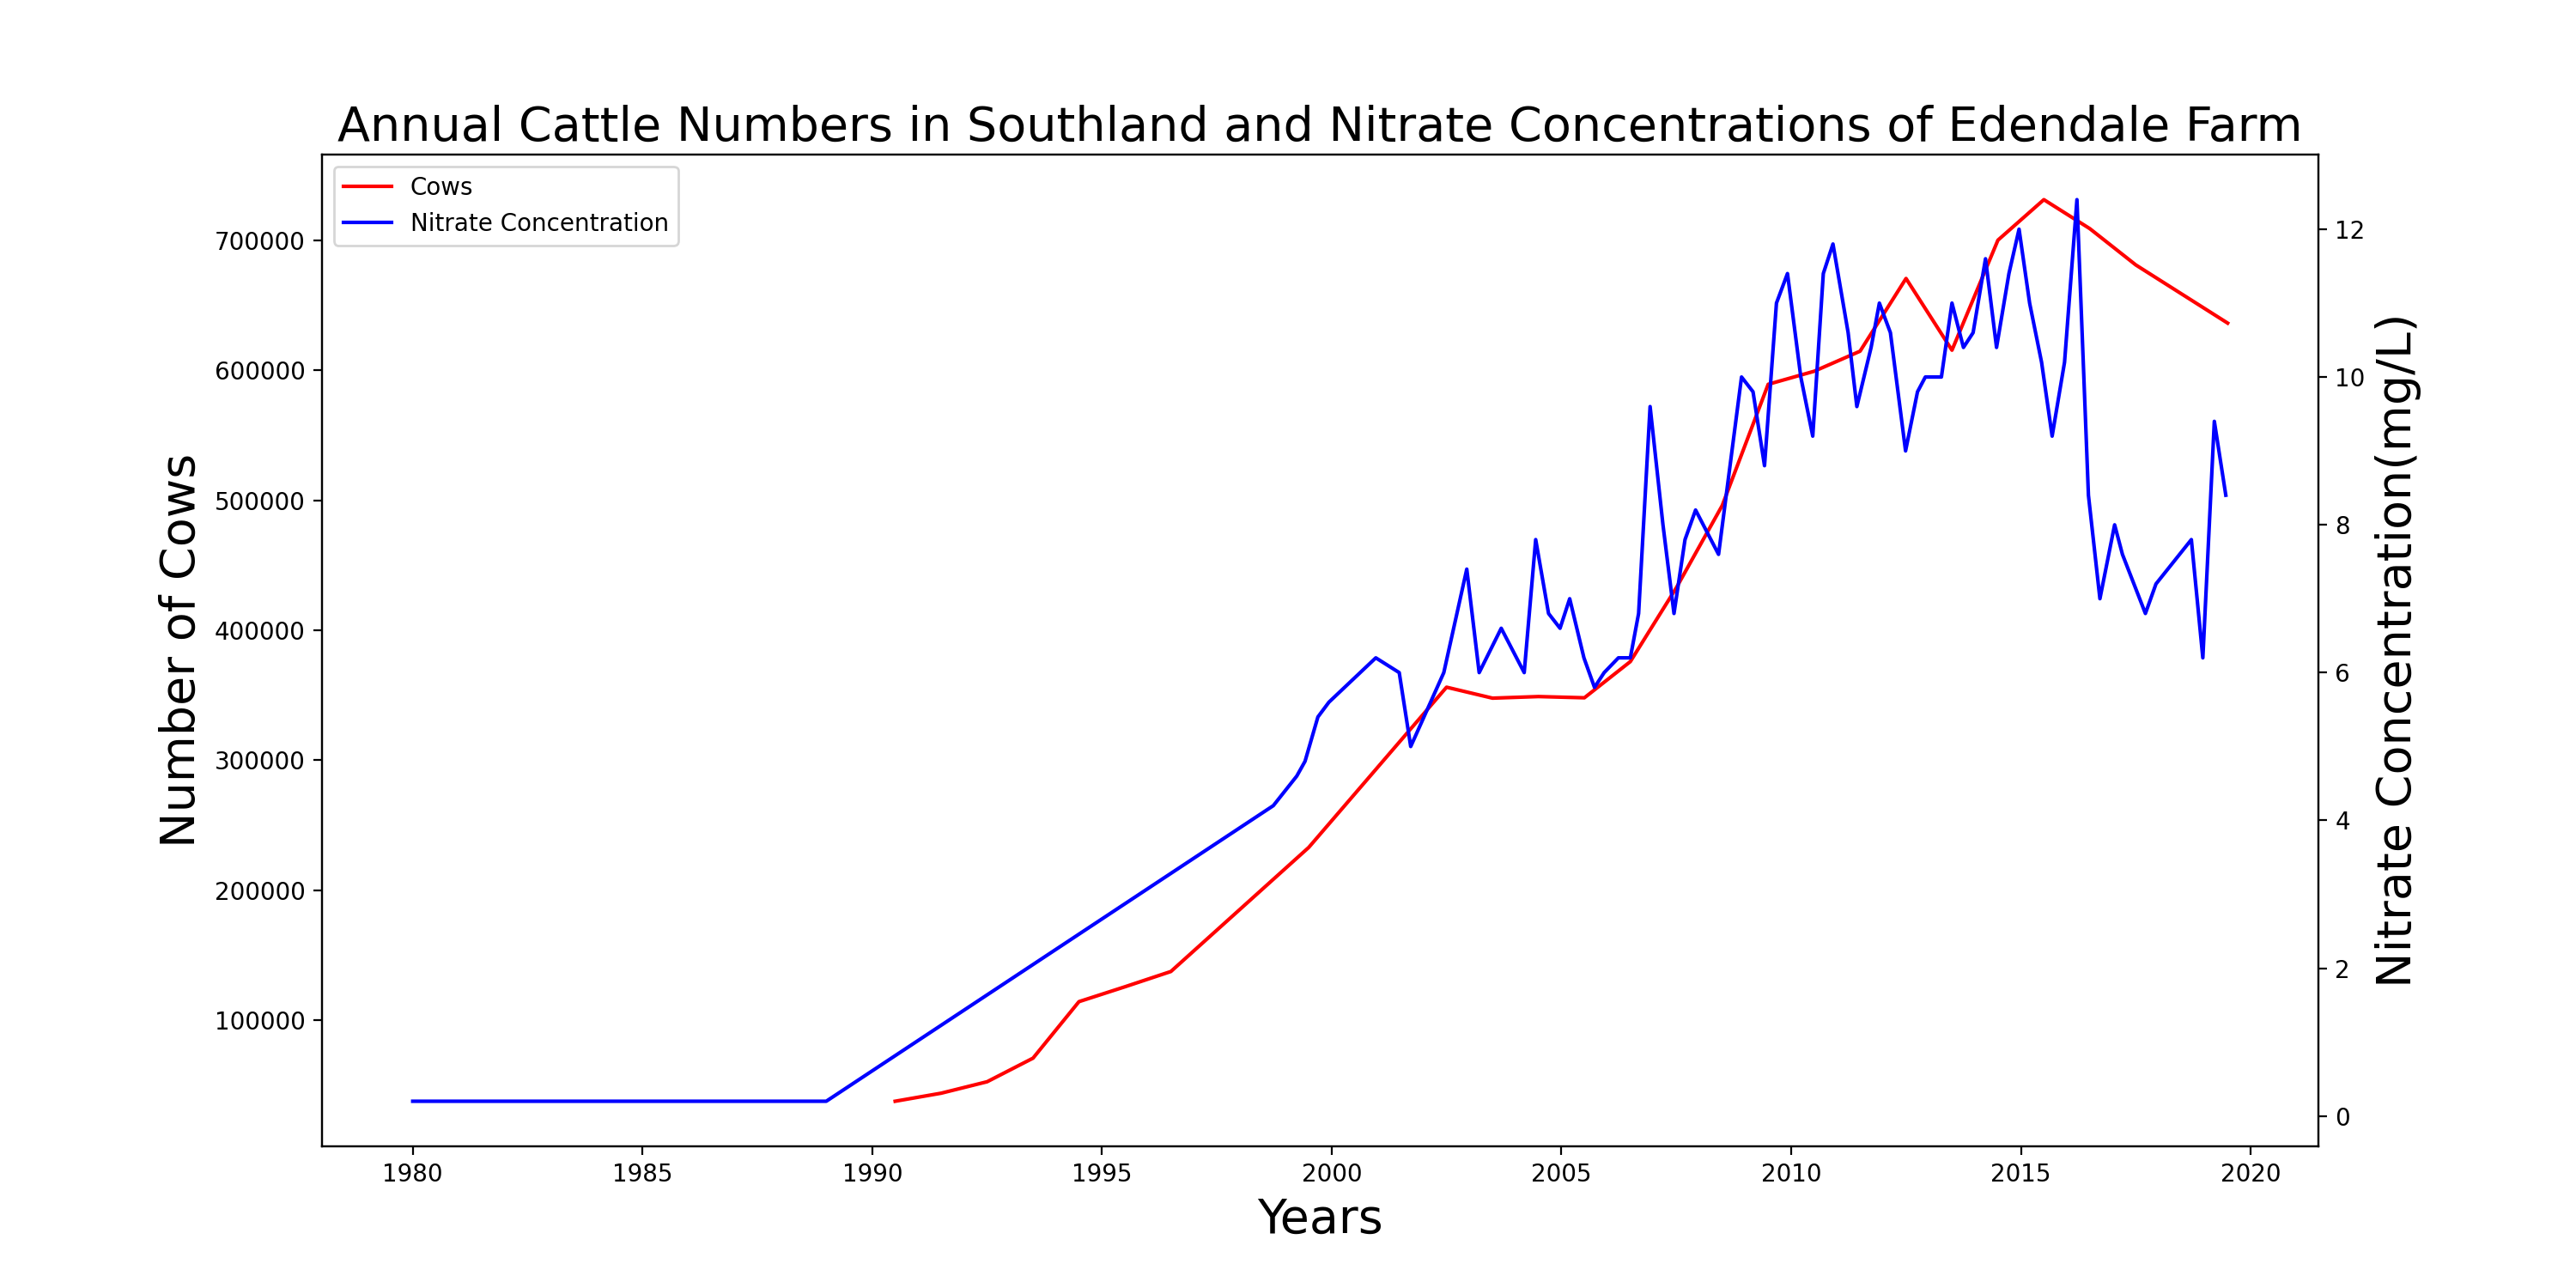 Annual Cattle Numbers in Southland and Nitrate Concentrations of Edendale Farm
Cows
Nitrate Concentration
Number of Cows
700000
600000
500000
400000
300000
200000
100000
Nitrate Concentration(mg/L)
12
10
8
6
4
2
0
1980 1985 1990 1995 2000 2005 2010 2015 2020
Years